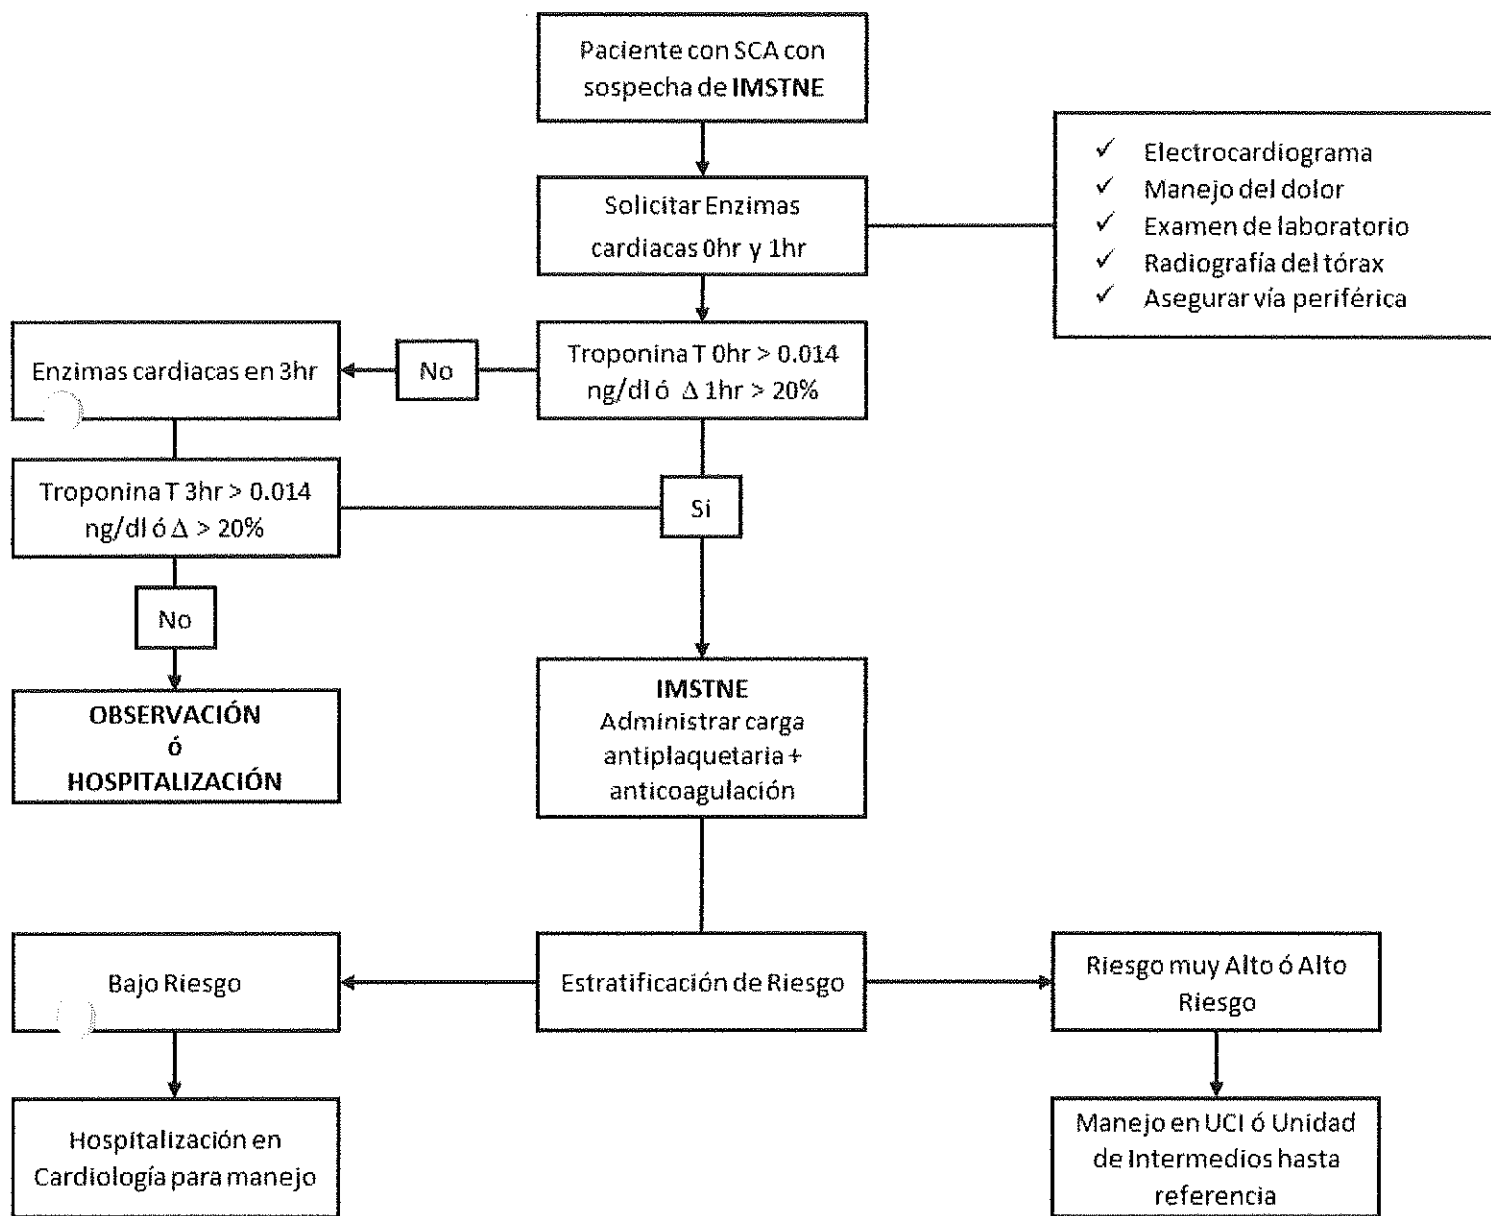 Paciente con SCA con
sospecha de IMSTNE
Solicitar Enzimas
cardiacas 0hr y 1hr
✓ Electrocardiograma
✓ Manejo del dolor
✓ Examen de laboratorio
✓ Radiografía del tórax
✓ Asegurar vía periférica
Troponina T 0hr > 0.014
ng/dl ó Δ 1hr > 20%
No
Enzimas cardiacas en 3hr
Troponina T 3hr > 0.014
ng/dl ó Δ > 20%
Si
No
OBSERVACIÓN
ó
HOSPITALIZACIÓN
IMSTNE
Administrar carga
antiplaquetaria +
anticoagulación
Bajo Riesgo
Estratificación de Riesgo
Riesgo muy Alto ó Alto
Riesgo
Hospitalización en
Cardiología para manejo
Manejo en UCI ó Unidad
de Intermedios hasta
referencia